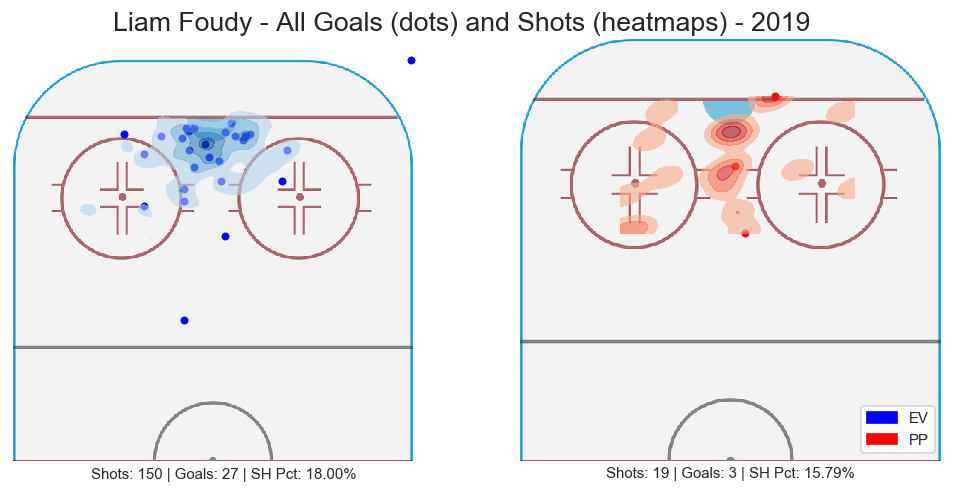 Liam Foudy - All Goals (dots) and Shots (heatmaps) - 2019
EV
PP
Shots: 150 | Goals: 27 | SH Pct: 18.00%
Shots: 19 | Goals: 3 | SH Pct: 15.79%